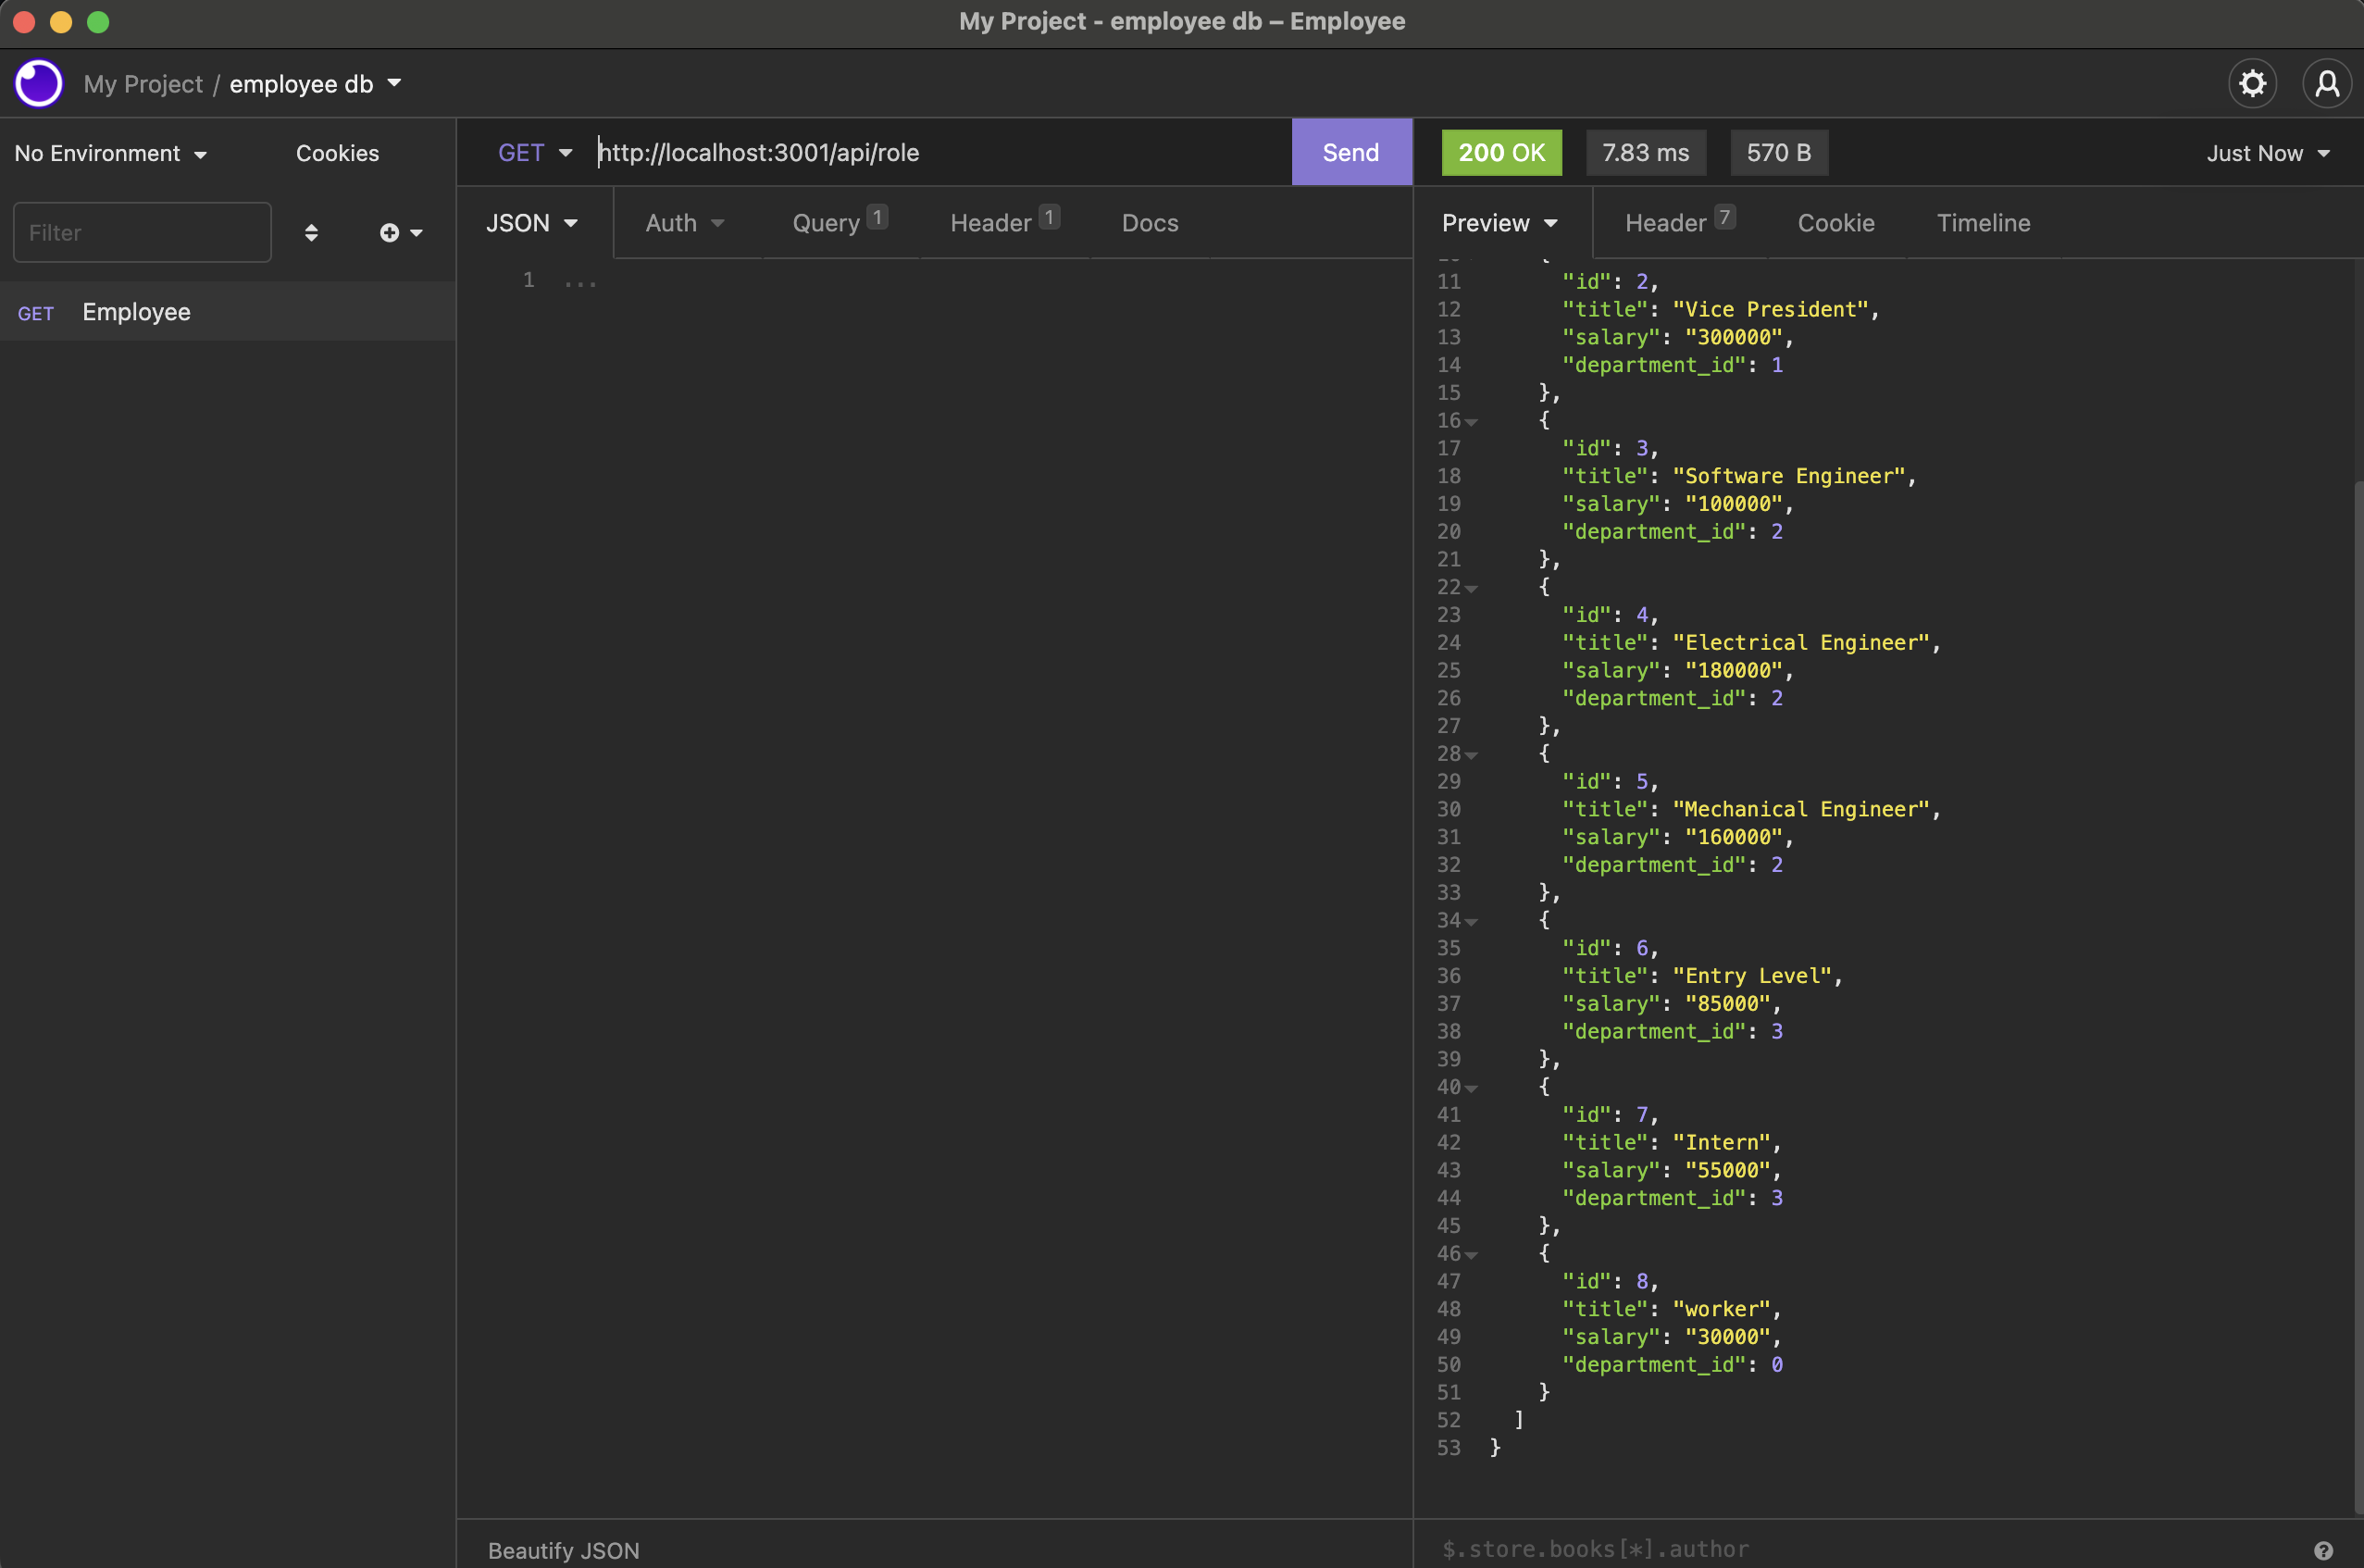 My Project - employee db – Employee
My Project / employee db
No Environment
Cookies
Filter
GET Employee
GET http://localhost:3001/api/role
Send
JSON
Auth
Query 1
Header 1
Docs
1 ...
Beautify JSON
200 OK
7.83 ms
570 B
Just Now
Preview
Header 7
Cookie
Timeline
11 "id": 2,
12 "title": "Vice President",
13 "salary": "300000",
14 "department_id": 1
15 },
16 {
17 "id": 3,
18 "title": "Software Engineer",
19 "salary": "100000",
20 "department_id": 2
21 },
22 {
23 "id": 4,
24 "title": "Electrical Engineer",
25 "salary": "180000",
26 "department_id": 2
27 },
28 {
29 "id": 5,
30 "title": "Mechanical Engineer",
31 "salary": "160000",
32 "department_id": 2
33 },
34 {
35 "id": 6,
36 "title": "Entry Level",
37 "salary": "85000",
38 "department_id": 3
39 },
40 {
41 "id": 7,
42 "title": "Intern",
43 "salary": "55000",
44 "department_id": 3
45 },
46 {
47 "id": 8,
48 "title": "worker",
49 "salary": "30000",
50 "department_id": 0
51 }
52 ]
53 }
$.store.books[*].author